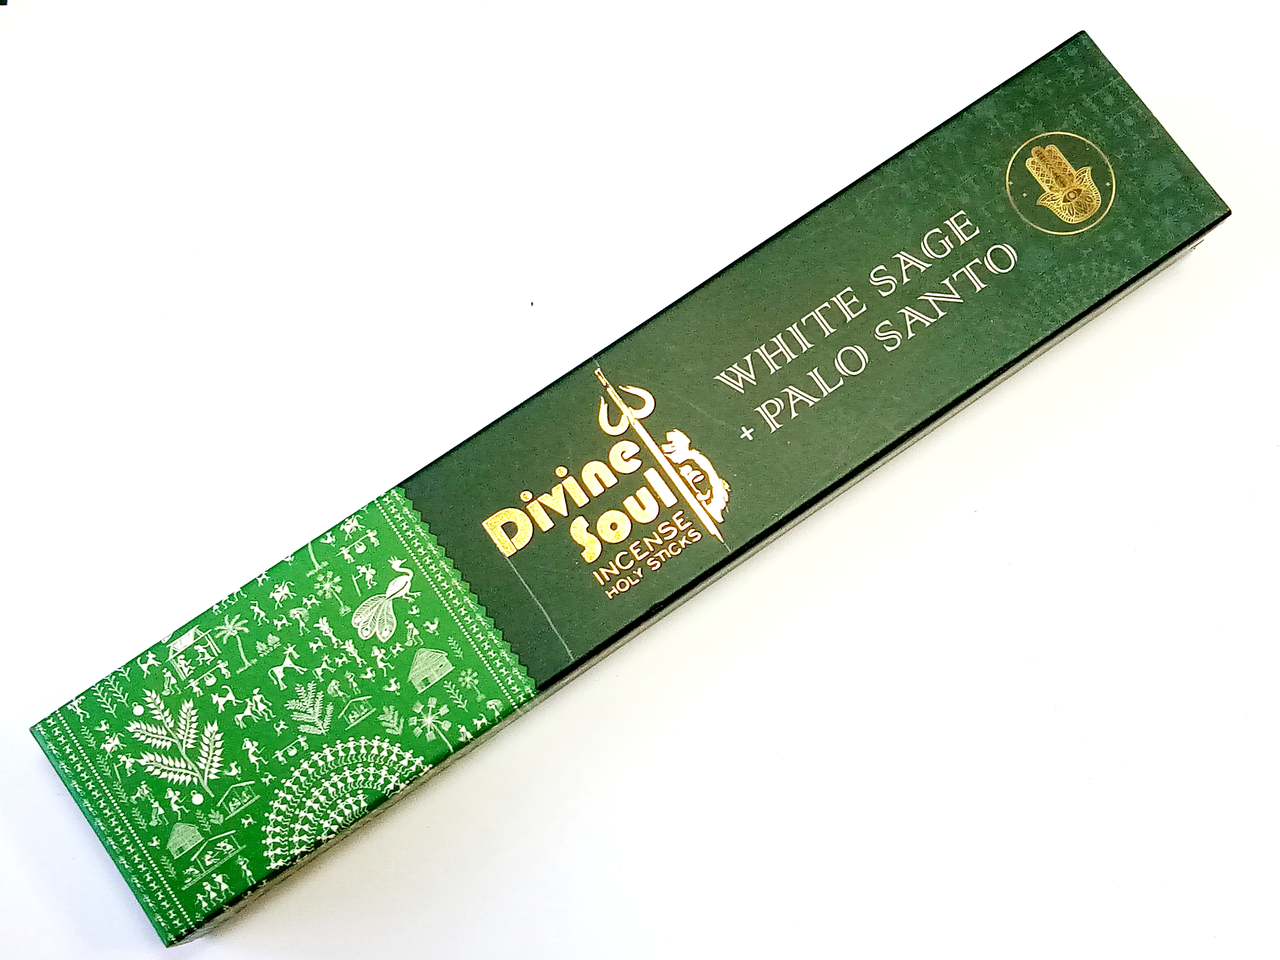 Divine
Soul
INCENSE
HOLY STICKS
WHITE SAGE
+ PALO SANTO